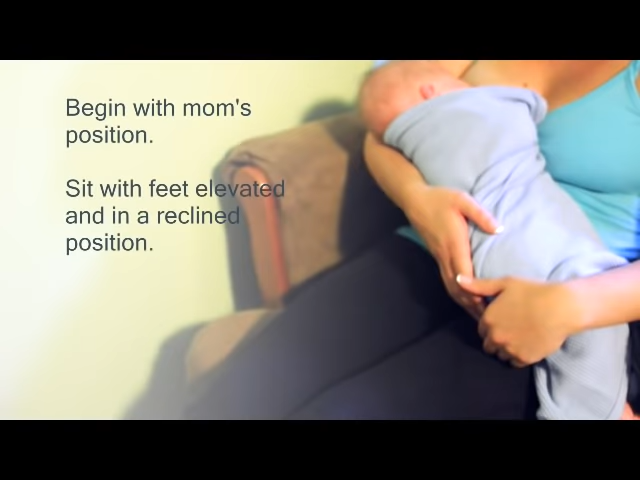 Begin with mom's
position.
Sit with feet elevated
and in a reclined
position.